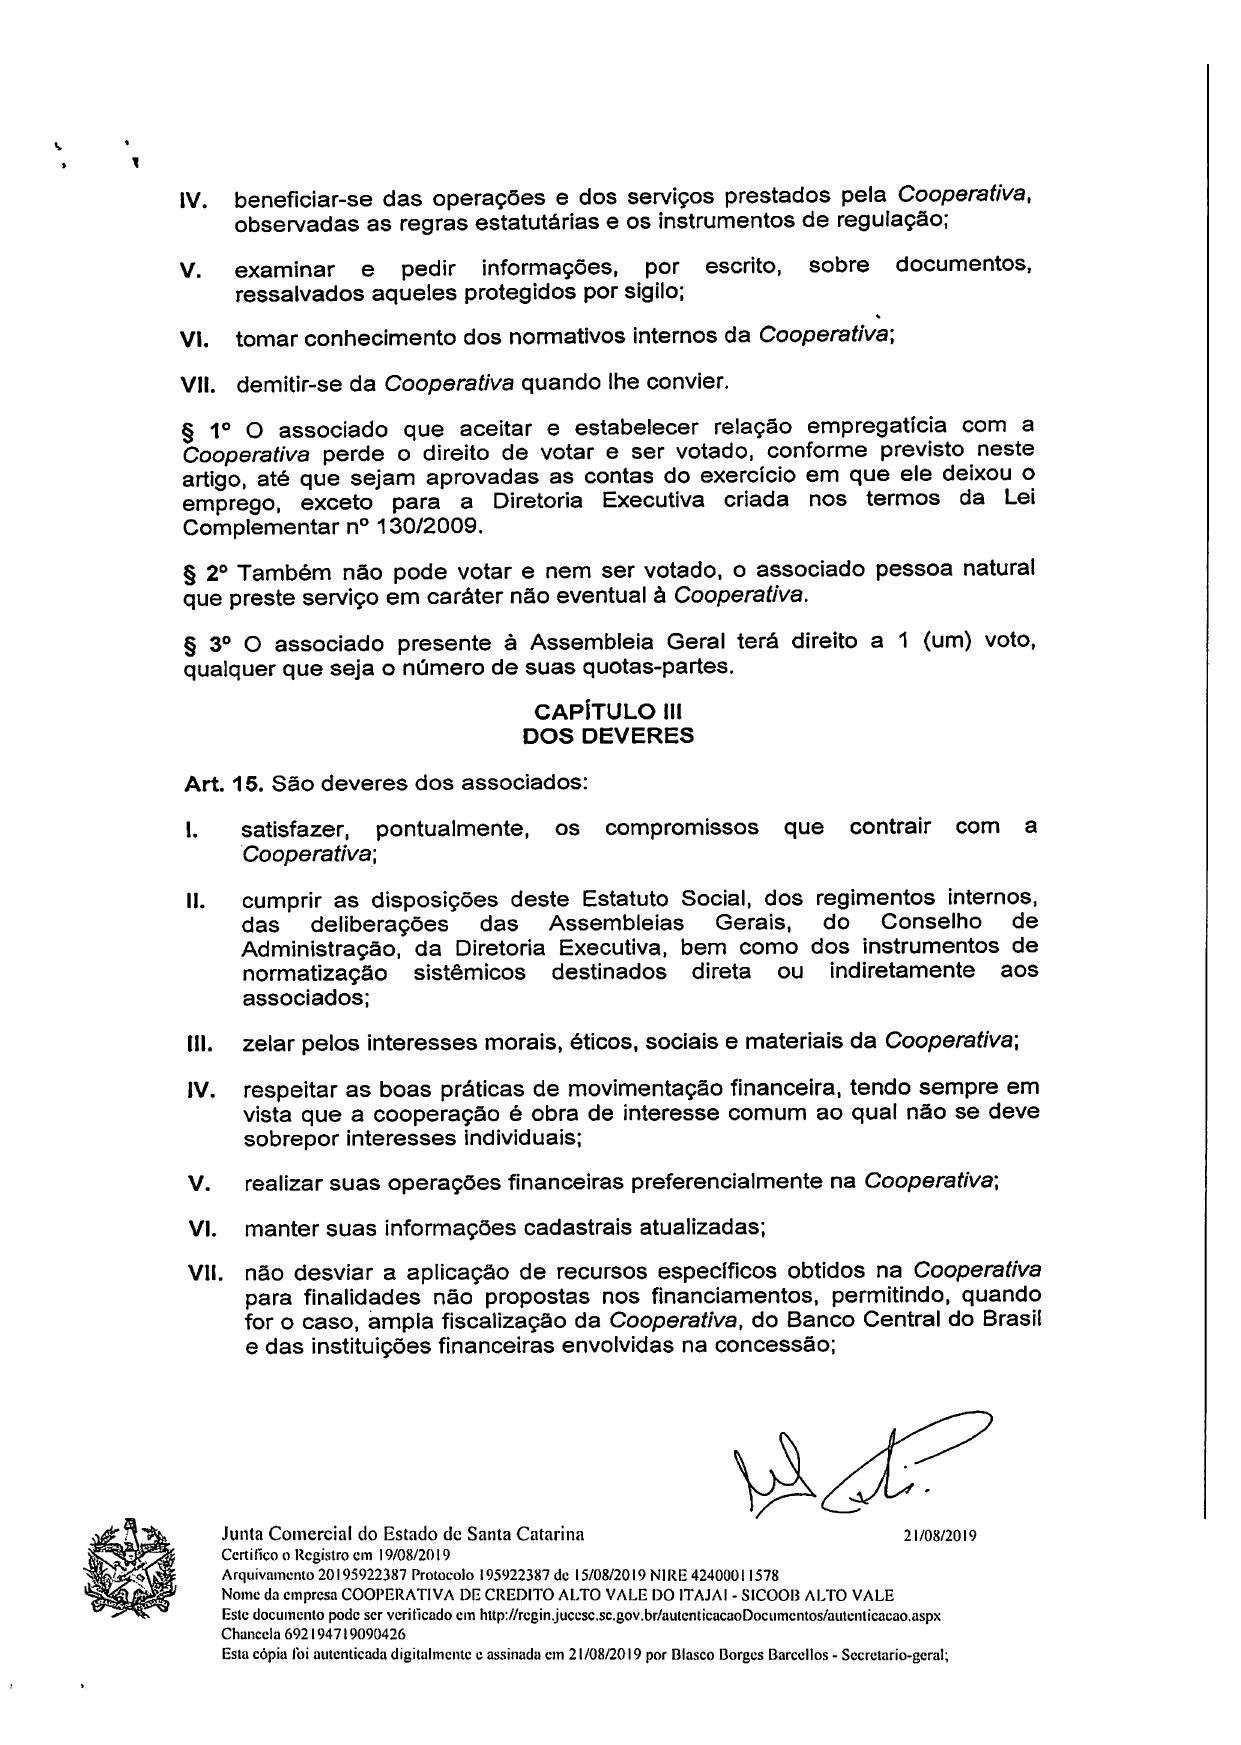 IV. beneficiar-se das operações e dos serviços prestados pela Cooperativa,
observadas as regras estatutárias e os instrumentos de regulação;
V. examinar e pedir informações, por escrito, sobre documentos,
ressalvados aqueles protegidos por sigilo;
VI. tomar conhecimento dos normativos internos da Cooperativa;
VII. demitir-se da Cooperativa quando lhe convier.
§ 1º O associado que aceitar e estabelecer relação empregatícia com a
Cooperativa perde o direito de votar e ser votado, conforme previsto neste
artigo, até que sejam aprovadas as contas do exercício em que ele deixou o
emprego, exceto para a Diretoria Executiva criada nos termos da Lei
Complementar nº 130/2009.
§ 2º Também não pode votar e nem ser votado, o associado pessoa natural
que preste serviço em caráter não eventual à Cooperativa.
§ 3º O associado presente à Assembleia Geral terá direito a 1 (um) voto,
qualquer que seja o número de suas quotas-partes.
CAPÍTULO III
DOS DEVERES
Art. 15. São deveres dos associados:
I. satisfazer, pontualmente, os compromissos que contrair com a
Cooperativa;
II. cumprir as disposições deste Estatuto Social, dos regimentos internos,
das deliberações das Assembleias Gerais, do Conselho de
Administração, da Diretoria Executiva, bem como dos instrumentos de
normatização sistêmicos destinados direta ou indiretamente aos
associados;
III. zelar pelos interesses morais, éticos, sociais e materiais da Cooperativa;
IV. respeitar as boas práticas de movimentação financeira, tendo sempre em
vista que a cooperação é obra de interesse comum ao qual não se deve
sobrepor interesses individuais;
V. realizar suas operações financeiras preferencialmente na Cooperativa;
VI. manter suas informações cadastrais atualizadas;
VII. não desviar a aplicação de recursos específicos obtidos na Cooperativa
para finalidades não propostas nos financiamentos, permitindo, quando
for o caso, ampla fiscalização da Cooperativa, do Banco Central do Brasil
e das instituições financeiras envolvidas na concessão;
Junta Comercial do Estado de Santa Catarina 21/08/2019
Certifico o Registro em 19/08/2019
Arquivamento 20195922387 Protocolo 195922387 de 15/08/2019 NIRE 42400011578
Nome da empresa COOPERATIVA DE CREDITO ALTO VALE DO ITAJAI - SICOOB ALTO VALE
Este documento pode ser verificado em http://regin.jucesc.sc.gov.br/autenticacaoDocumentos/autenticacao.aspx
Chancela 692194719090426
Esta cópia foi autenticada digitalmente e assinada em 21/08/2019 por Blasco Borges Barcellos - Secretario-geral;